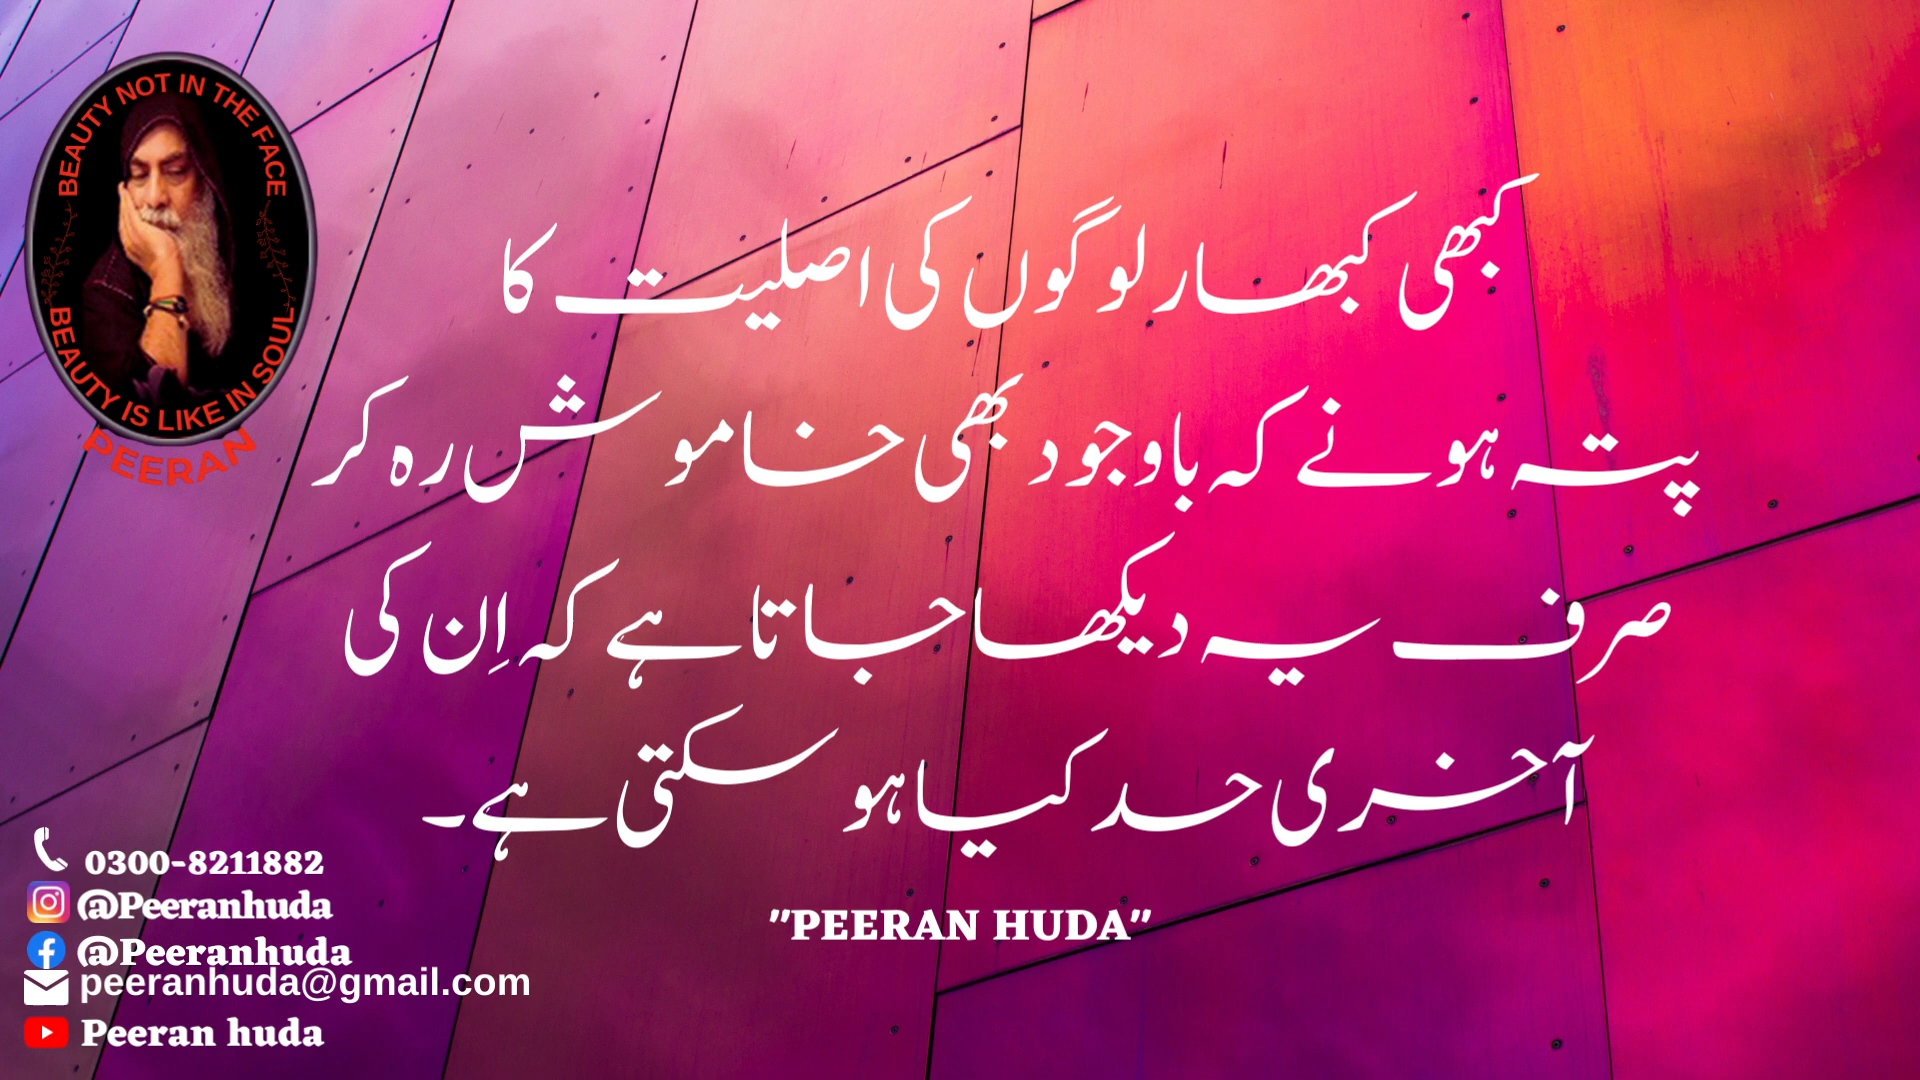 BEAUTY NOT IN THE FACE
BEAUTY IS LIKE IN SOUL
PEERAN
کبھی کبھار لوگوں کی اصلیت کا
پتہ ہونے کہ باوجود بھی خاموش رہ کر
صرف یہ دیکھا جاتا ہے کہ اِن کی
آخری حد کیا ہو سکتی ہے۔
"PEERAN HUDA"
0300-8211882
@Peeranhuda
@Peeranhuda
peeranhuda@gmail.com
Peeran huda